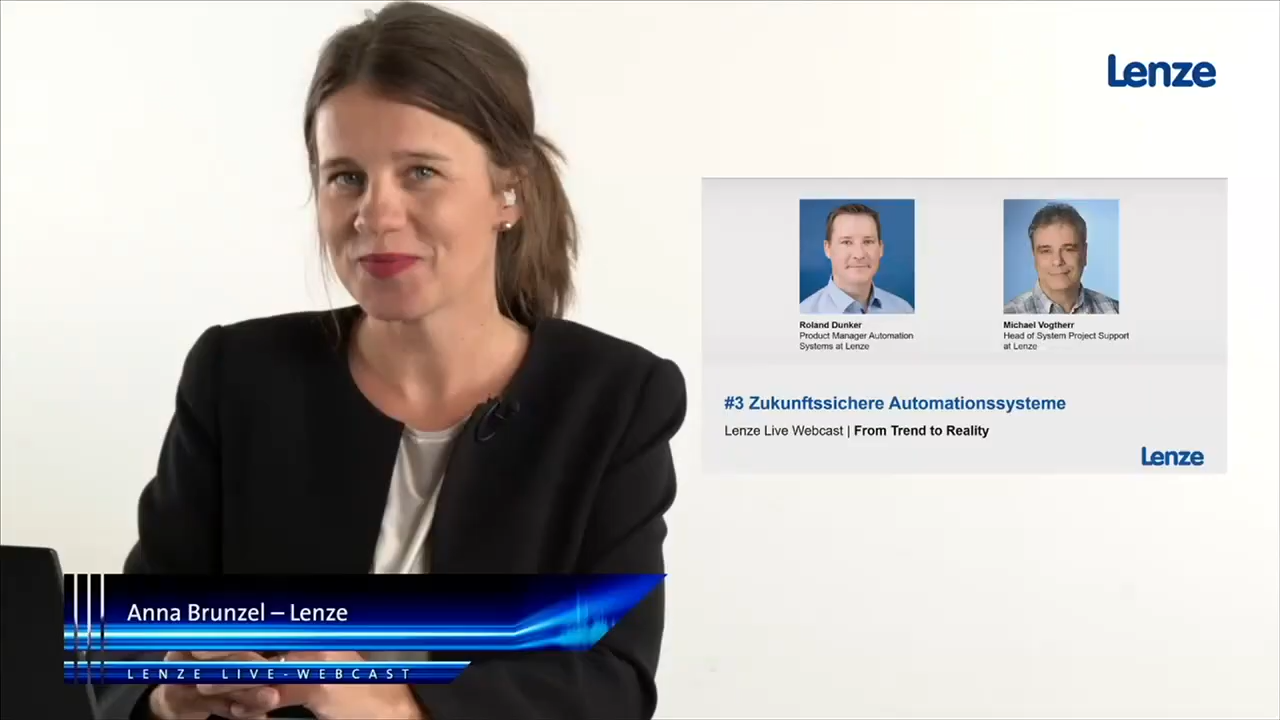 Lenze
Roland Dunker
Product Manager Automation
Systems at Lenze
Michael Vogtherr
Head of System Project Support
at Lenze
#3 Zukunftssichere Automationssysteme
Lenze Live Webcast | From Trend to Reality
Lenze
Anna Brunzel – Lenze
LENZE LIVE-WEBCAST